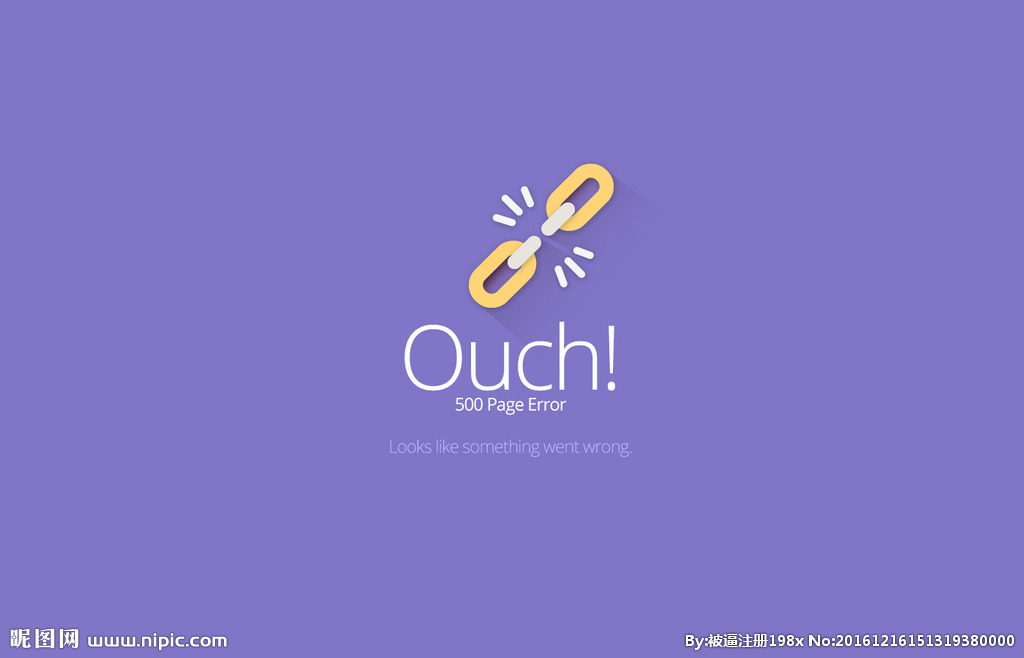 Ouch!
500 Page Error
Looks like something went wrong.
昵图网 www.nipic.com
By:被逼注册198x No:20161216151319380000